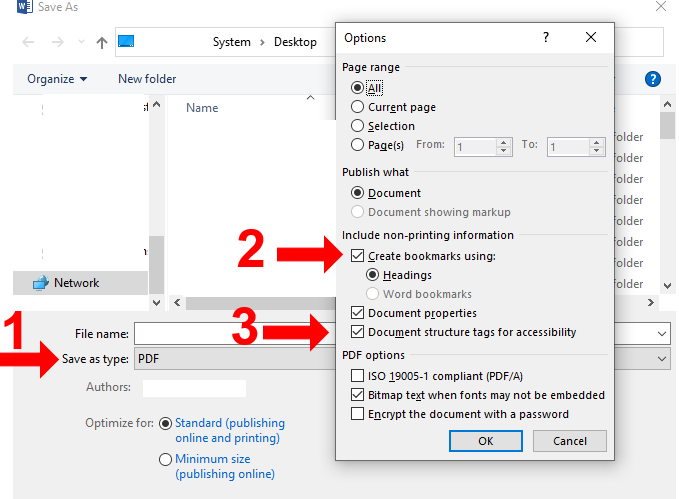 Save As
System > Desktop
Organize
New folder
Name
folder
folder
folder
folder
folder
folder
folder
folder
Network
File name:
Save as type: PDF
Authors:
Optimize for: Standard (publishing
online and printing)
Minimum size
(publishing online)
1
2
3
Options
?
Page range
All
Current page
Selection
Page(s) From: 1 To: 1
Publish what
Document
Document showing markup
Include non-printing information
Create bookmarks using:
Headings
Word bookmarks
Document properties
Document structure tags for accessibility
PDF options
ISO 19005-1 compliant (PDF/A)
Bitmap text when fonts may not be embedded
Encrypt the document with a password
OK Cancel